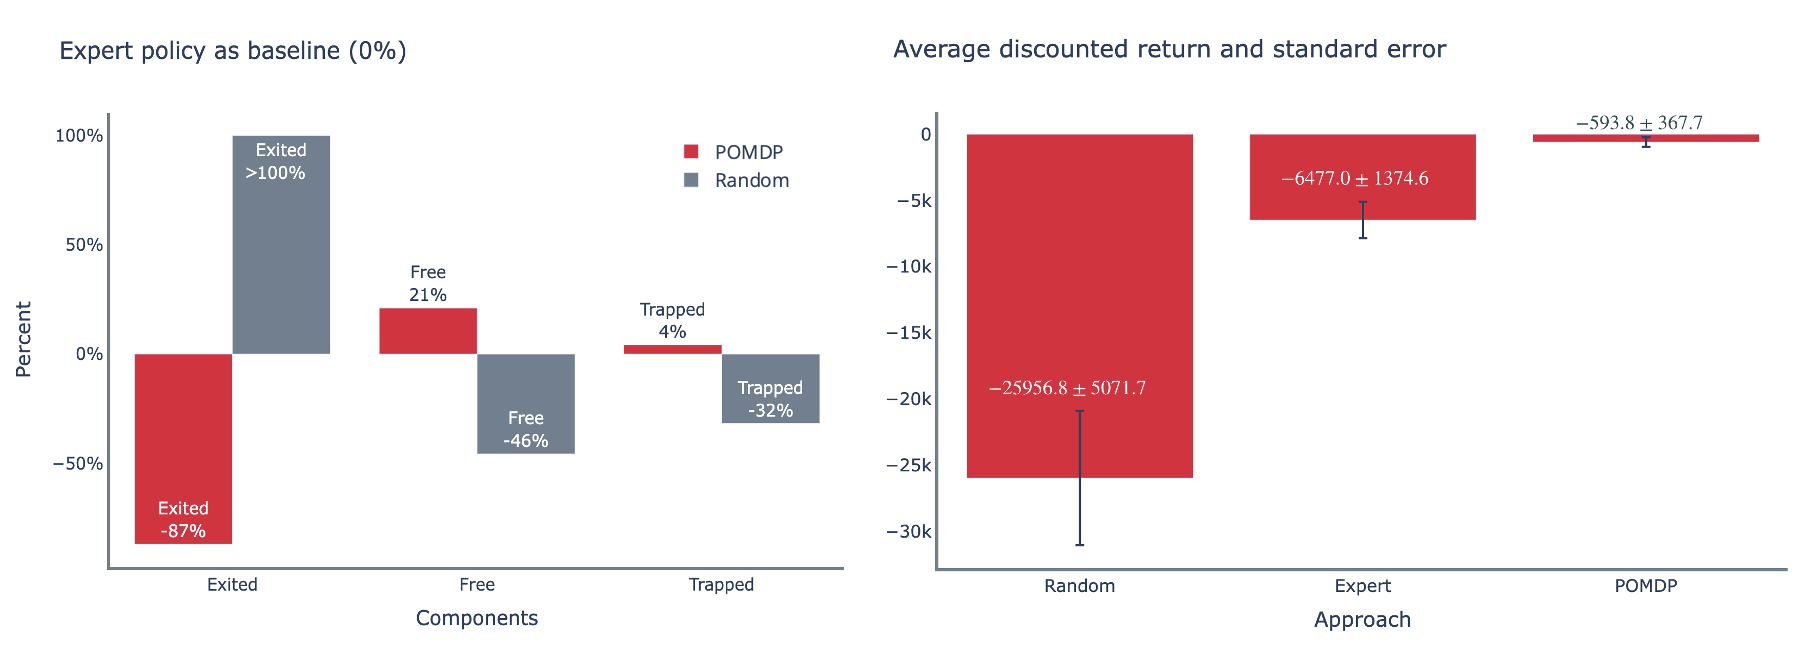 Expert policy as baseline (0%)
Percent
100%
50%
0%
−50%
Exited
>100%
Exited
-87%
Free
21%
Free
-46%
Trapped
4%
Trapped
-32%
POMDP
Random
Exited
Free
Trapped
Components
Average discounted return and standard error
0
−5k
−10k
−15k
−20k
−25k
−30k
−25956.8 ± 5071.7
−6477.0 ± 1374.6
−593.8 ± 367.7
Random
Expert
POMDP
Approach